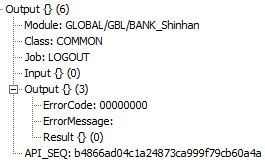 Output {} (6)
Module: GLOBAL/GBL/BANK_Shinhan
Class: COMMON
Job: LOGOUT
Input {} (0)
Output {} (3)
ErrorCode: 00000000
ErrorMessage:
Result {} (0)
API_SEQ: b4866ad04c1a24873ca999f79cb60a4a